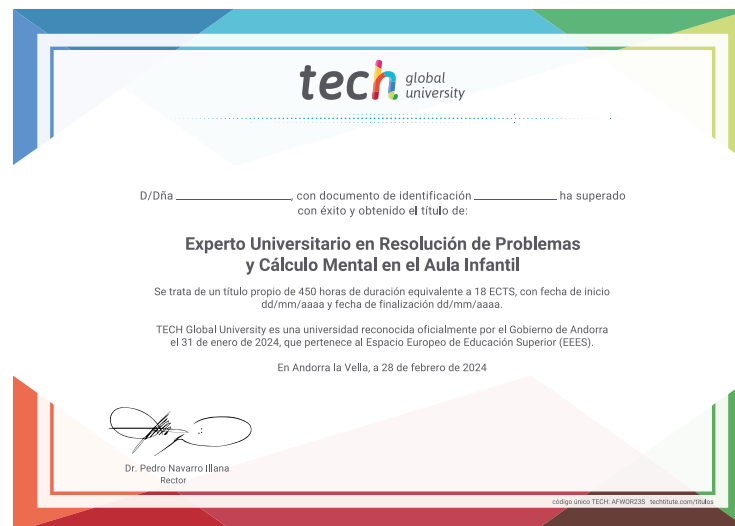 tech global university
D/Dña ____________________, con documento de identificación ______________ ha superado
con éxito y obtenido el título de:
Experto Universitario en Resolución de Problemas
y Cálculo Mental en el Aula Infantil
Se trata de un título propio de 450 horas de duración equivalente a 18 ECTS, con fecha de inicio
dd/mm/aaaa y fecha de finalización dd/mm/aaaa.
TECH Global University es una universidad reconocida oficialmente por el Gobierno de Andorra
el 31 de enero de 2024, que pertenece al Espacio Europeo de Educación Superior (EEES).
En Andorra la Vella, a 28 de febrero de 2024
Dr. Pedro Navarro Illana
Rector
código único TECH: AFWOR23S techtitute.com/titulos